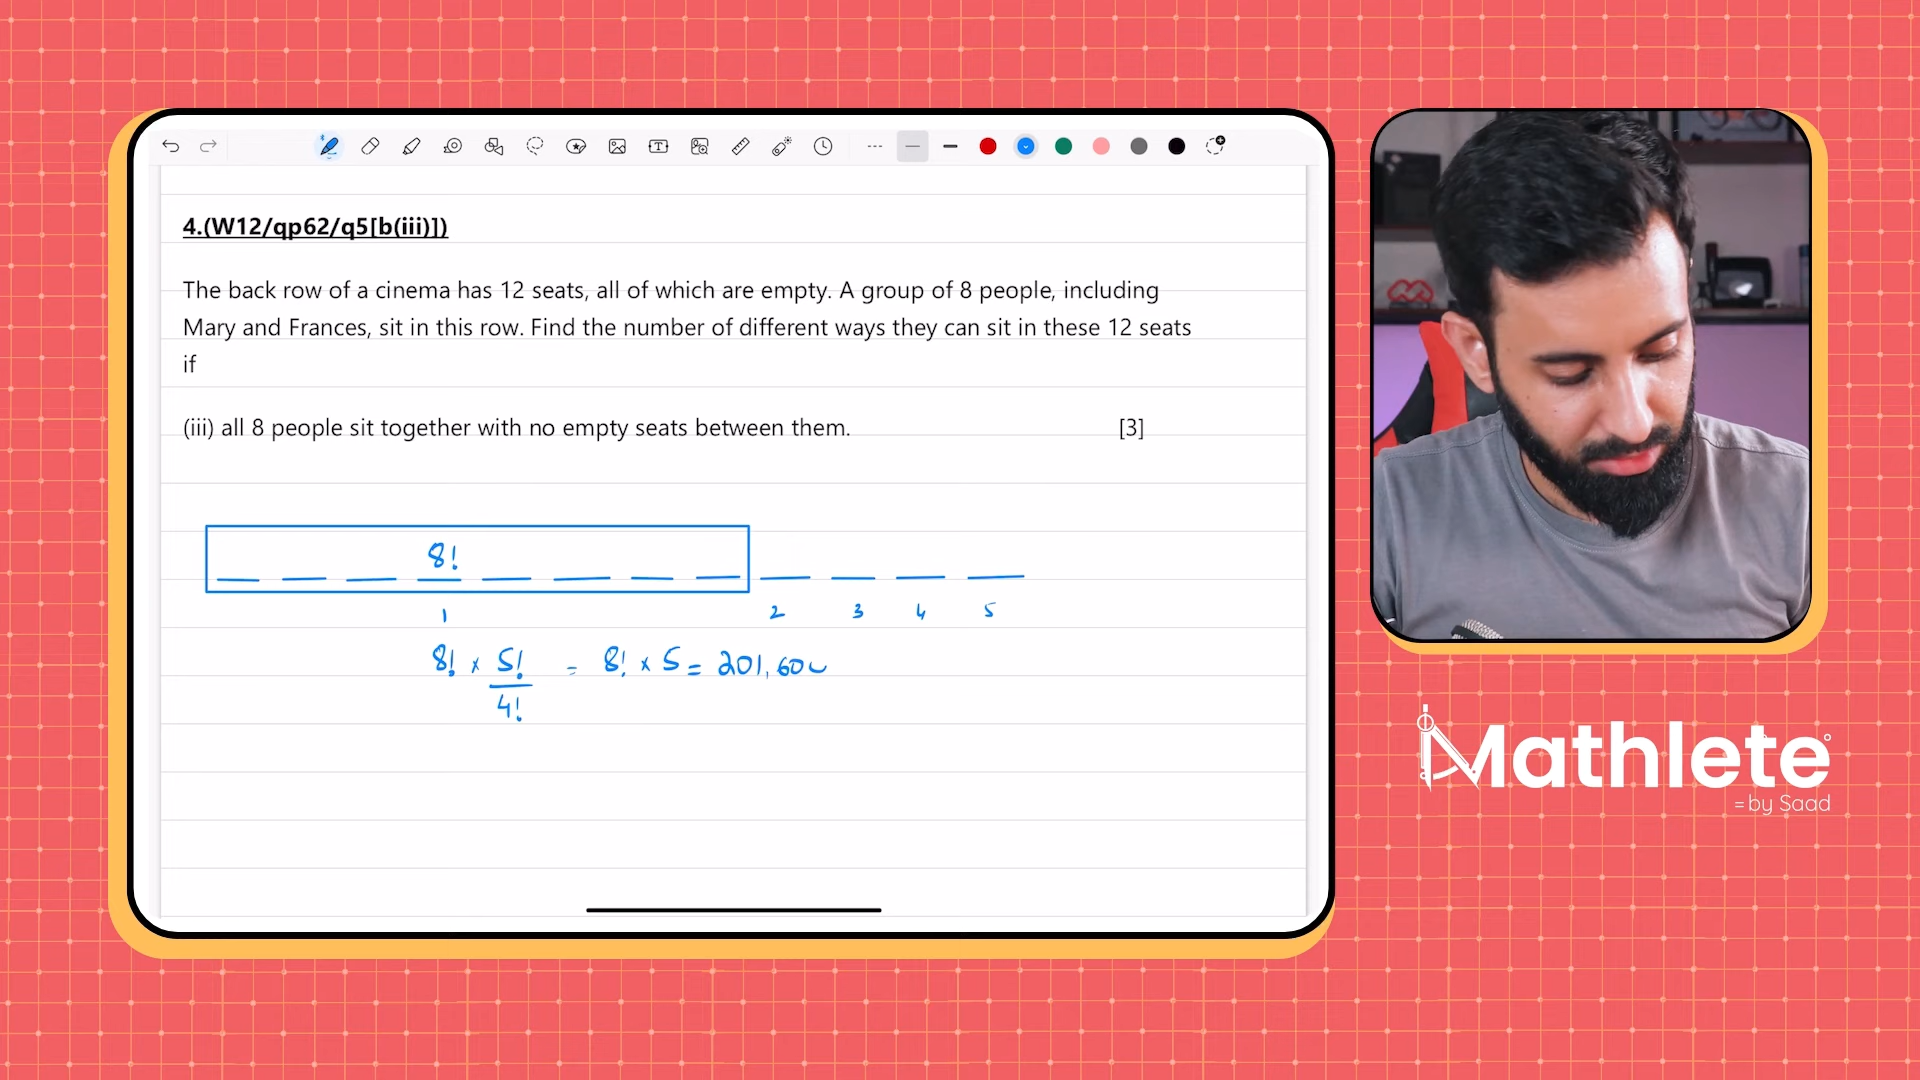 4.(W12/qp62/q5[b(iii)])
The back row of a cinema has 12 seats, all of which are empty. A group of 8 people, including
Mary and Frances, sit in this row. Find the number of different ways they can sit in these 12 seats
if
(iii) all 8 people sit together with no empty seats between them. [3]
8!
1 2 3 4 5
8! × 5!/4! = 8! × 5 = 201,600
Mathlete
= by Saad